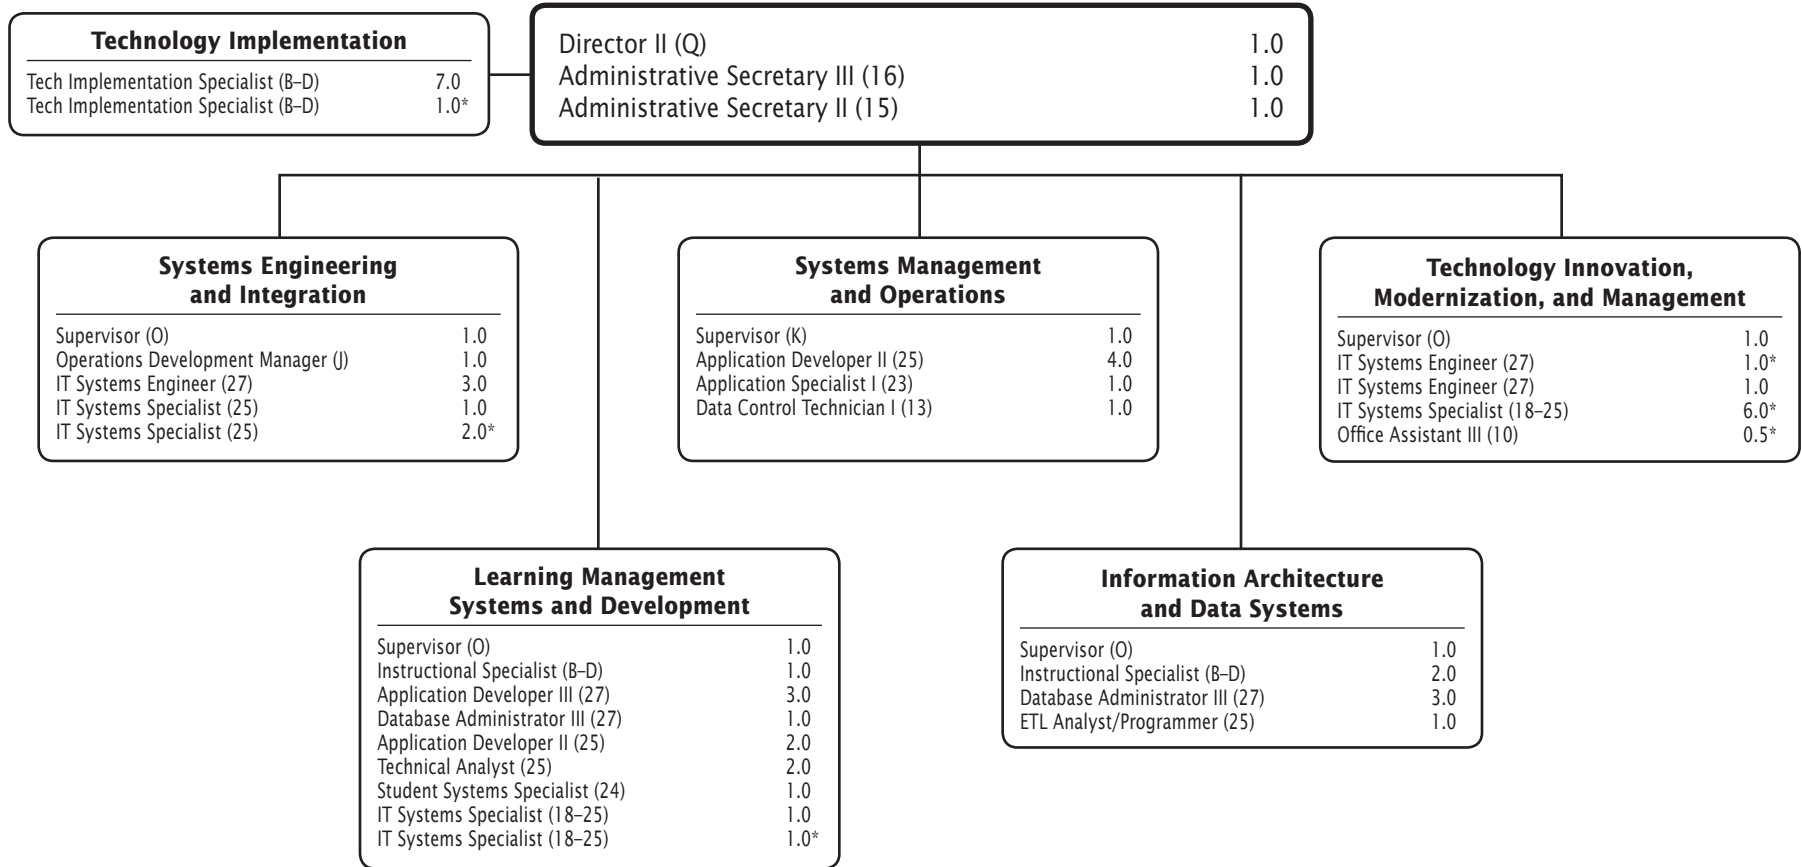 Technology Implementation
Tech Implementation Specialist (B–D) 7.0
Tech Implementation Specialist (B–D) 1.0*
Director II (Q) 1.0
Administrative Secretary III (16) 1.0
Administrative Secretary II (15) 1.0
Systems Engineering
and Integration
Supervisor (O) 1.0
Operations Development Manager (J) 1.0
IT Systems Engineer (27) 3.0
IT Systems Specialist (25) 1.0
IT Systems Specialist (25) 2.0*
Systems Management
and Operations
Supervisor (K) 1.0
Application Developer II (25) 4.0
Application Specialist I (23) 1.0
Data Control Technician I (13) 1.0
Technology Innovation,
Modernization, and Management
Supervisor (O) 1.0
IT Systems Engineer (27) 1.0*
IT Systems Engineer (27) 1.0
IT Systems Specialist (18–25) 6.0*
Office Assistant III (10) 0.5*
Learning Management
Systems and Development
Supervisor (O) 1.0
Instructional Specialist (B–D) 1.0
Application Developer III (27) 3.0
Database Administrator III (27) 1.0
Application Developer II (25) 2.0
Technical Analyst (25) 2.0
Student Systems Specialist (24) 1.0
IT Systems Specialist (18–25) 1.0
IT Systems Specialist (18–25) 1.0*
Information Architecture
and Data Systems
Supervisor (O) 1.0
Instructional Specialist (B–D) 2.0
Database Administrator III (27) 3.0
ETL Analyst/Programmer (25) 1.0